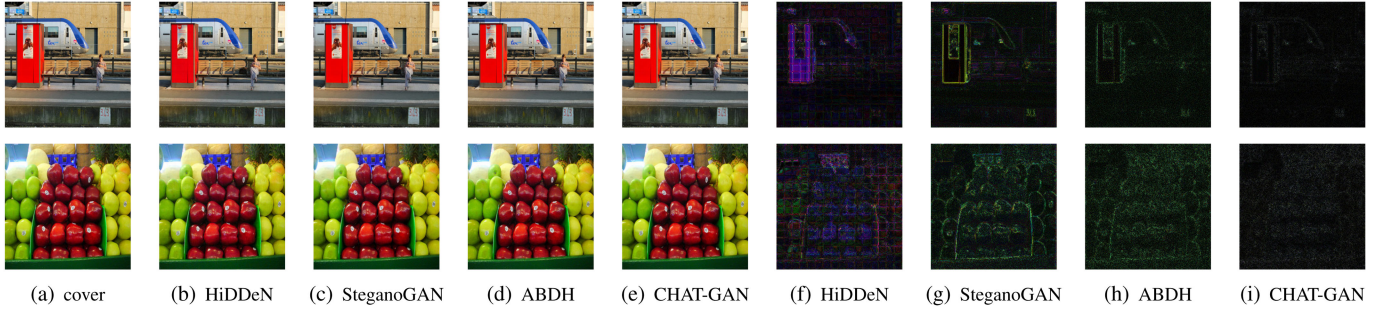 (a) cover
(b) HiDDeN
(c) SteganoGAN
(d) ABDH
(e) CHAT-GAN
(f) HiDDeN
(g) SteganoGAN
(h) ABDH
(i) CHAT-GAN